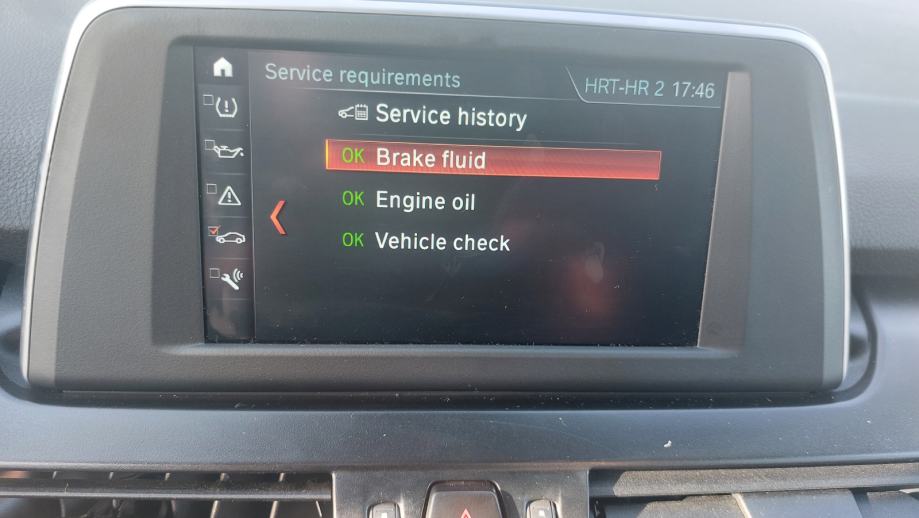 Service requirements
HRT-HR 2 17:46
Service history
OK Brake fluid
OK Engine oil
OK Vehicle check